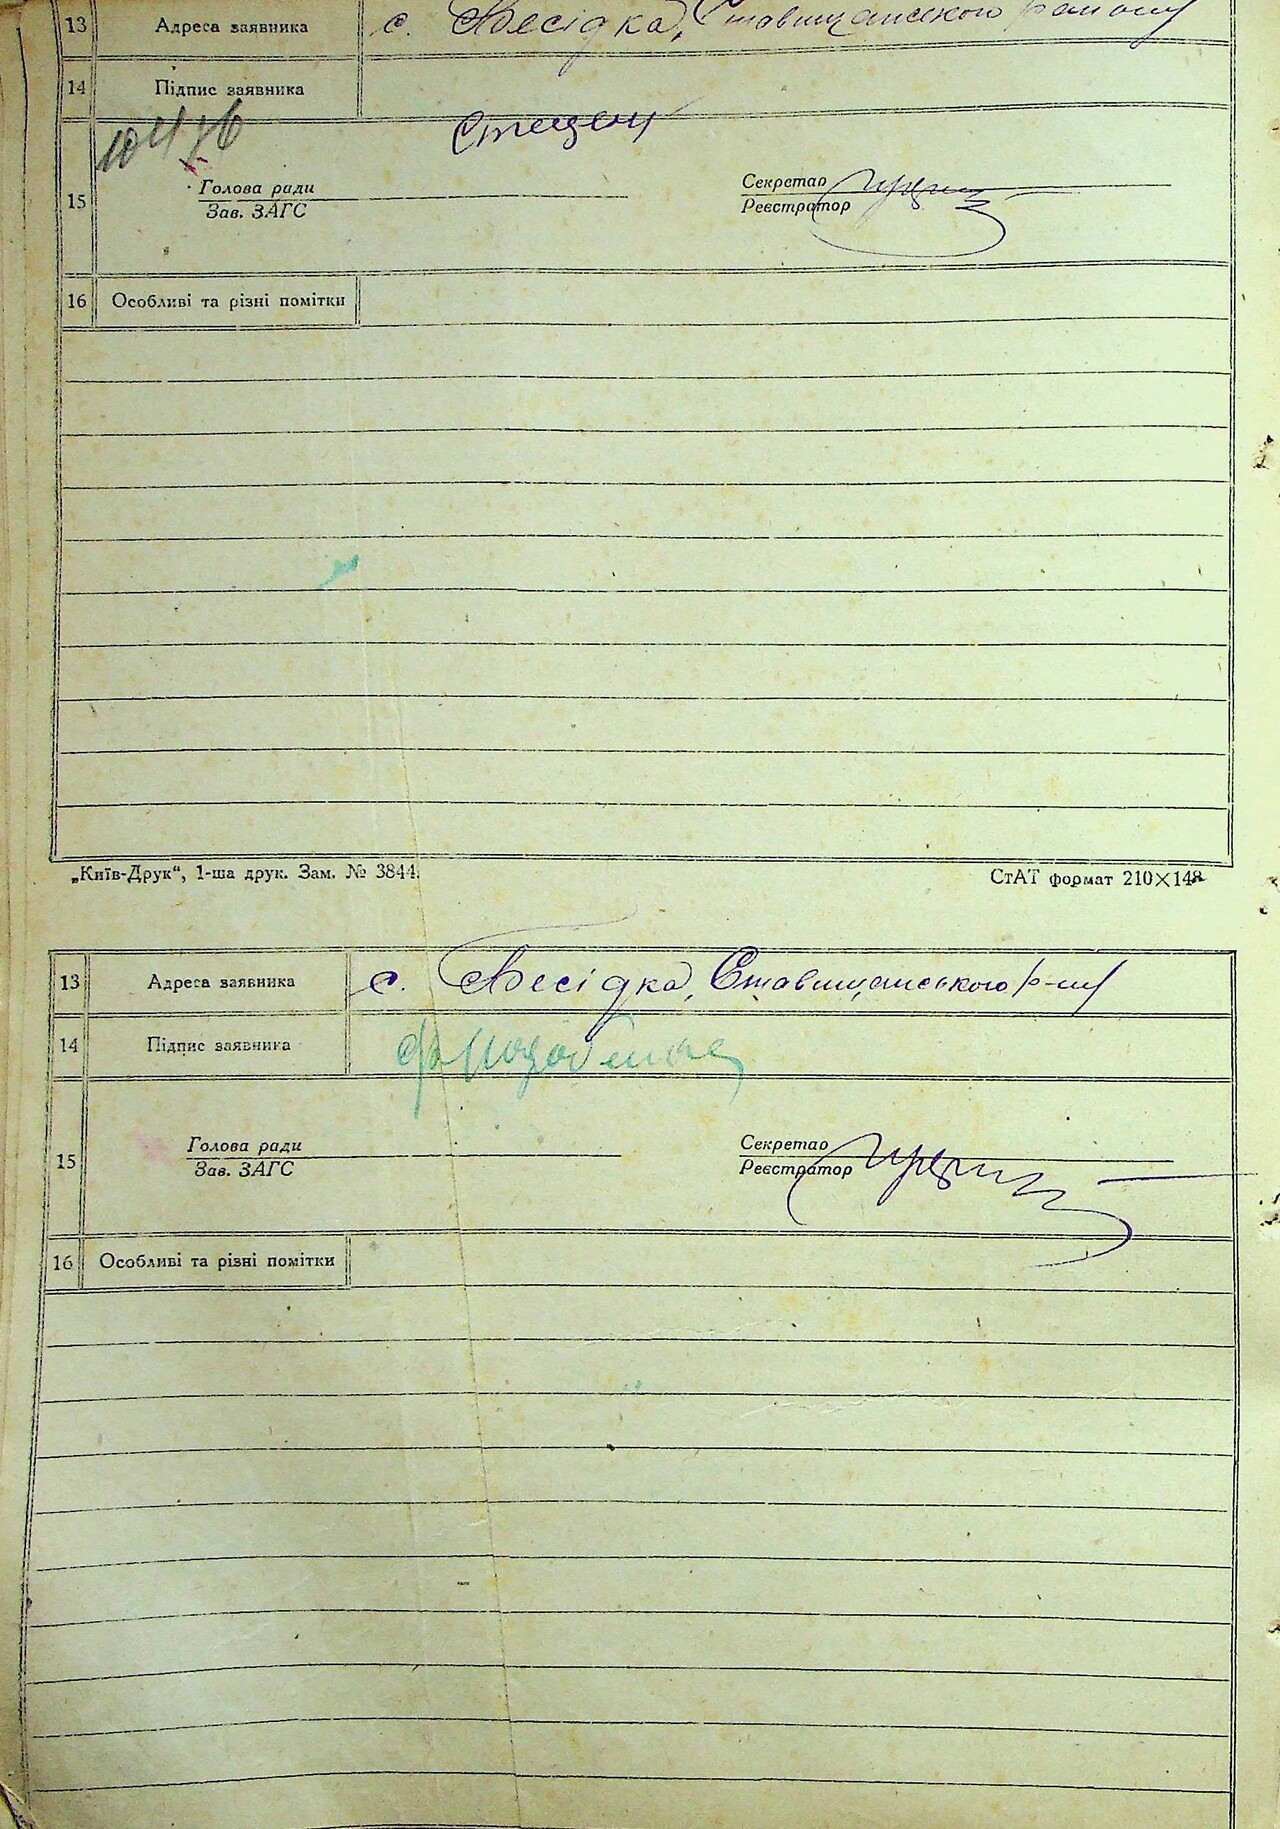 13 Адреса заявника с. Бесідка, Ставищанського району
14 Підпис заявника
Стецен
15 Голова ради Секретар
Зав. ЗАГС Реєстратор
16 Особливі та різні помітки
„Київ-Друк“, 1-ша друк. Зам. № 3844. СтАТ формат 210×148
13 Адреса заявника с. Бесідка, Ставищанського р-ну
14 Підпис заявника
15 Голова ради Секретар
Зав. ЗАГС Реєстратор
16 Особливі та різні помітки